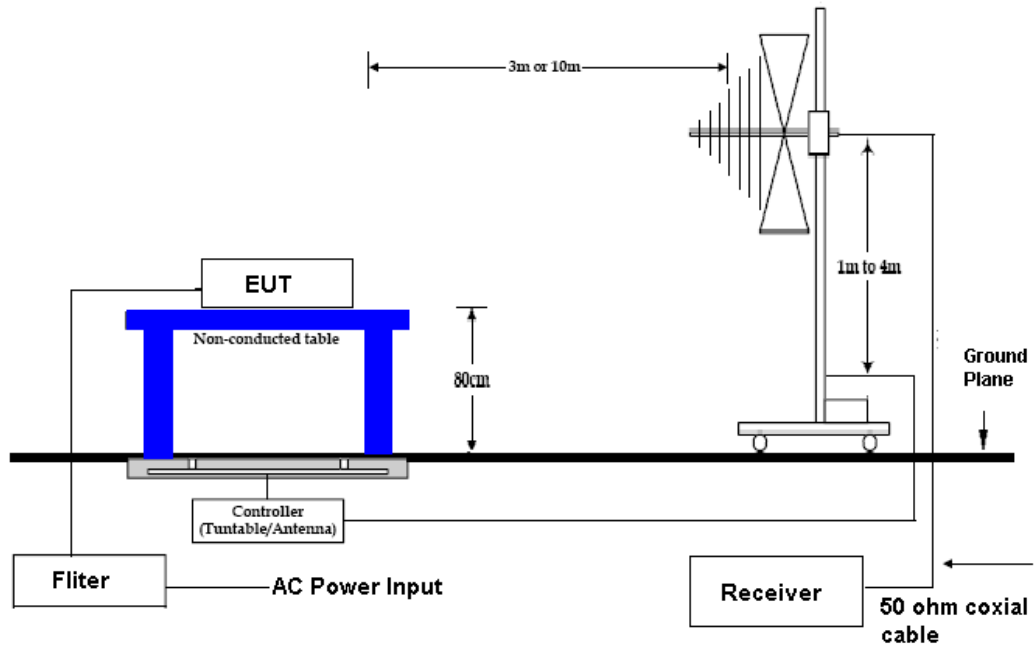 3m or 10m
EUT
Non-conducted table
80cm
1m to 4m
Ground
Plane
Controller
(Tuntable/Antenna)
Fliter
AC Power Input
Receiver
50 ohm coxial
cable